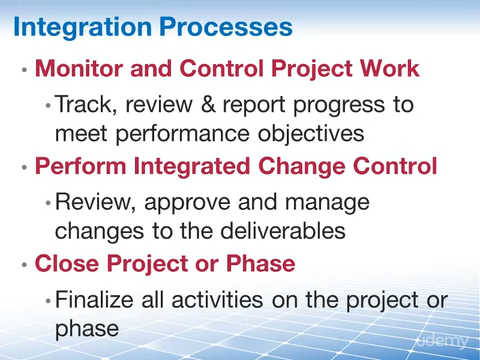 Integration Processes
• Monitor and Control Project Work
• Track, review & report progress to
meet performance objectives
• Perform Integrated Change Control
• Review, approve and manage
changes to the deliverables
• Close Project or Phase
• Finalize all activities on the project or
phase
udemy